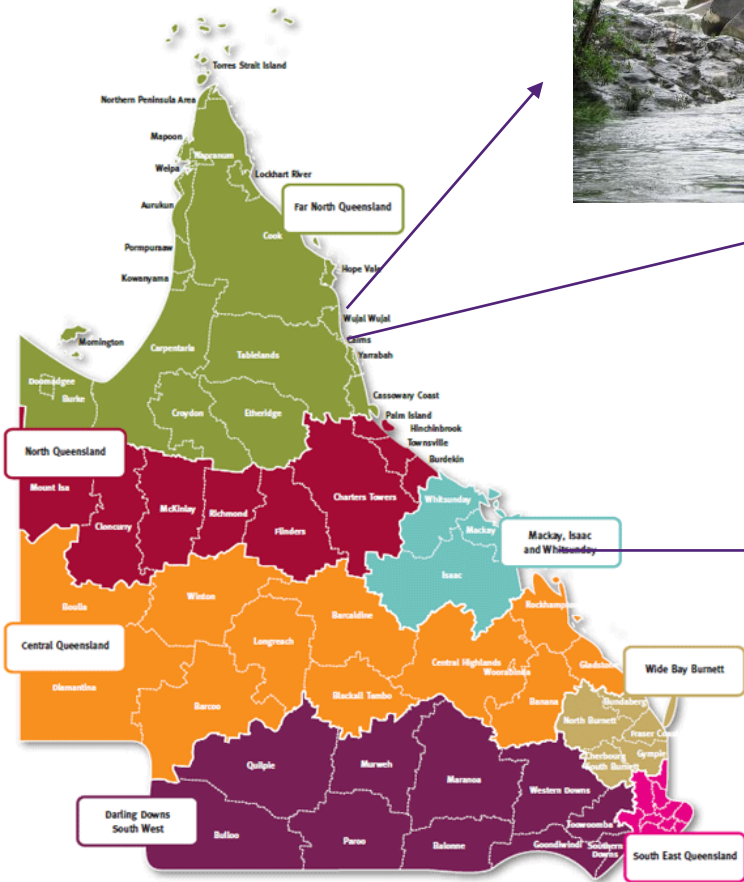 Torres Strait Island
Northern Peninsula Area
Mapoon
Napranum
Weipa
Lockhart River
Aurukun
Far North Queensland
Cook
Pormpuraaw
Hope Vale
Kowanyama
Wujal Wujal
Mornington
Cairns
Carpentaria
Tablelands
Yarrabah
Doomadgee
Burke
Croydon
Etheridge
Cassowary Coast
Palm Island
Hinchinbrook
North Queensland
Townsville
Burdekin
Mount Isa
Cloncurry
McKinlay
Richmond
Flinders
Charters Towers
Whitsunday
Mackay
Mackay, Isaac
and Whitsunday
Isaac
Boulia
Winton
Barcaldine
Rockhampton
Central Queensland
Longreach
Central Highlands
Woorabinda
Gladstone
Wide Bay Burnett
Diamantina
Barcoo
Blackall Tambo
Banana
Bundaberg
North Burnett
Fraser Coast
Cherbourg
Gympie
South Burnett
Quilpie
Murweh
Maranoa
Western Downs
Darling Downs
South West
Toowoomba
Bulloo
Paroo
Balonne
Goondiwindi
Southern
Downs
South East Queensland